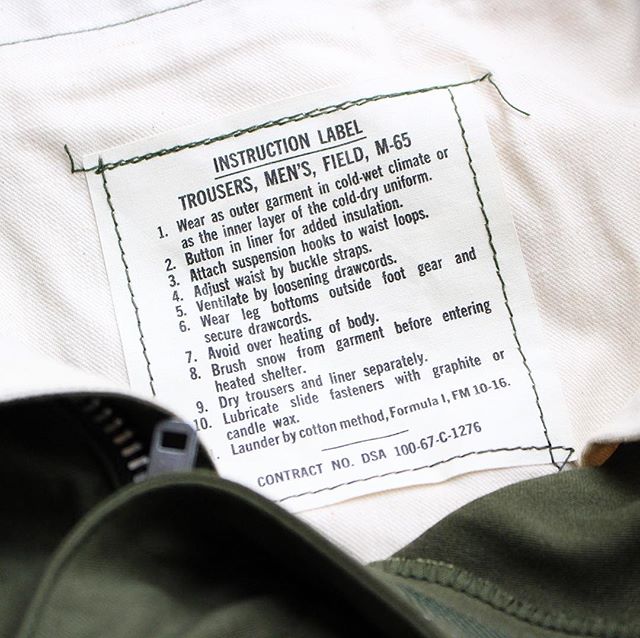 INSTRUCTION LABEL
TROUSERS, MEN'S, FIELD, M-65
1. Wear as outer garment in cold-wet climate or
as the inner layer of the cold-dry uniform.
2. Button in liner for added insulation.
3. Attach suspension hooks to waist loops.
4. Adjust waist by buckle straps.
5. Ventilate by loosening drawcords.
6. Wear leg bottoms outside foot gear and
secure drawcords.
7. Avoid over heating of body.
8. Brush snow from garment before entering
heated shelter.
9. Dry trousers and liner separately.
10. Lubricate slide fasteners with graphite or
candle wax.
. Launder by cotton method, Formula I, FM 10-16.
CONTRACT NO. DSA 100-67-C-1276